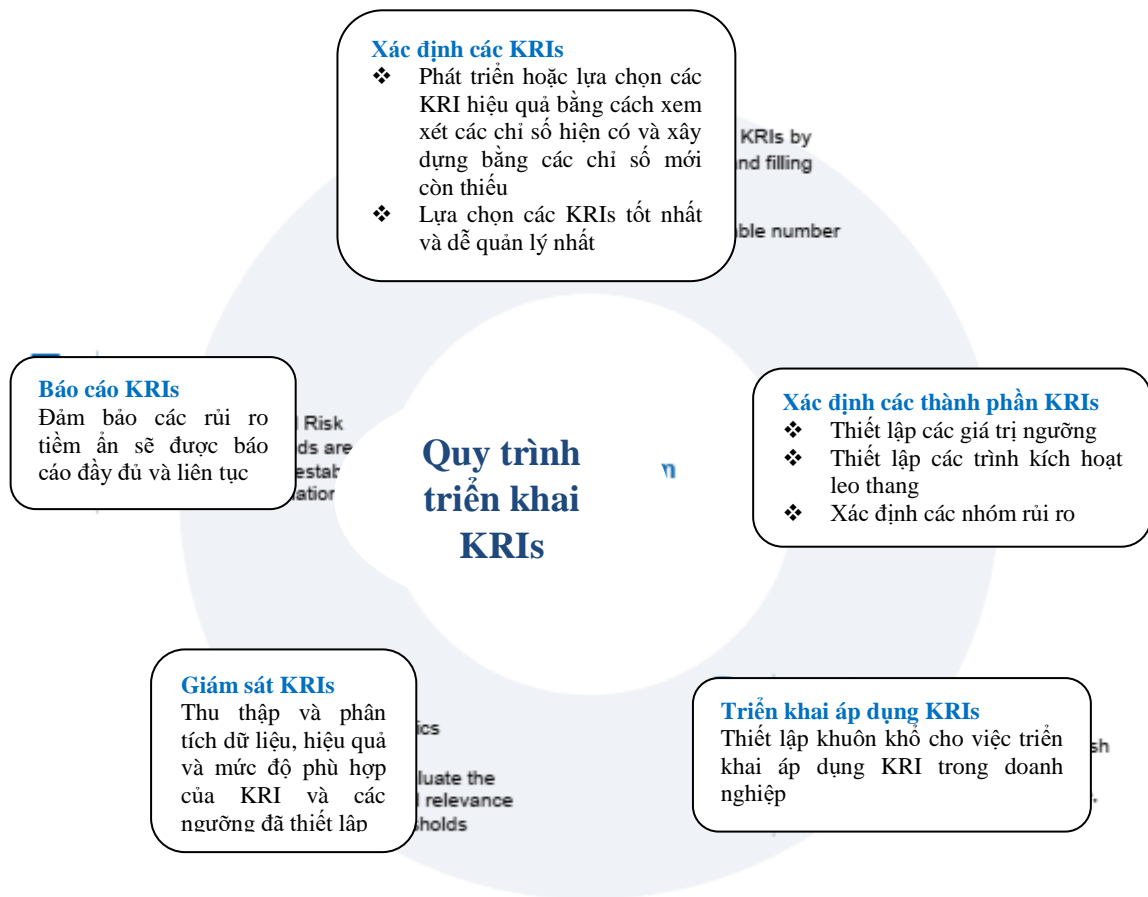 Xác định các KRIs
❖ Phát triển hoặc lựa chọn các
KRI hiệu quả bằng cách xem
xét các chỉ số hiện có và xây
dựng bằng các chỉ số mới
còn thiếu
❖ Lựa chọn các KRIs tốt nhất
và dễ quản lý nhất
KRIs by
nd filling
ble number
Báo cáo KRIs
Đảm bảo các rủi ro
tiềm ẩn sẽ được báo
cáo đầy đủ và liên tục
Risk
ds are
estab
ation
Quy trình
triển khai
KRIs
n
Xác định các thành phần KRIs
❖ Thiết lập các giá trị ngưỡng
❖ Thiết lập các trình kích hoạt
leo thang
❖ Xác định các nhóm rủi ro
Giám sát KRIs
Thu thập và phân
tích dữ liệu, hiệu quả
và mức độ phù hợp
của KRI và các
ngưỡng đã thiết lập
ics
luate the
relevance
sholds
Triển khai áp dụng KRIs
Thiết lập khuôn khổ cho việc triển
khai áp dụng KRI trong doanh
nghiệp
sh